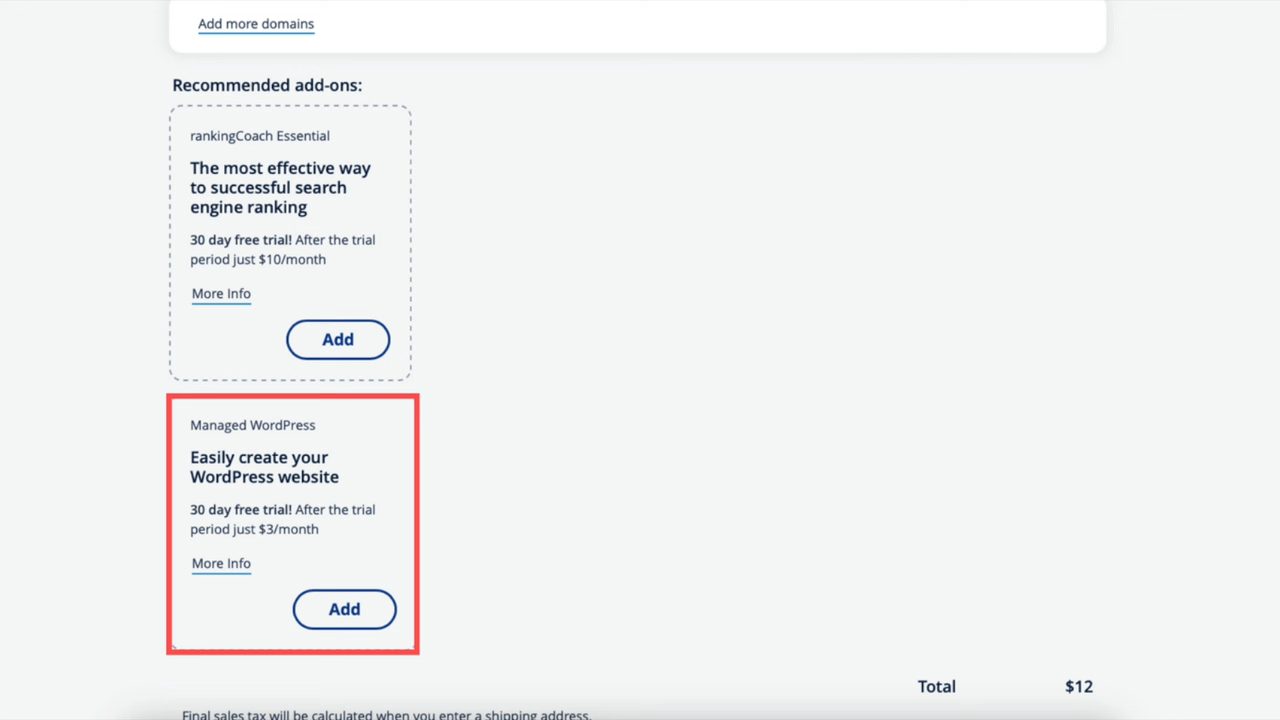 Add more domains
Recommended add-ons:
rankingCoach Essential
The most effective way
to successful search
engine ranking
30 day free trial! After the trial
period just $10/month
More Info
Add
Managed WordPress
Easily create your
WordPress website
30 day free trial! After the trial
period just $3/month
More Info
Add
Total $12
Final sales tax will be calculated when you enter a shipping address.